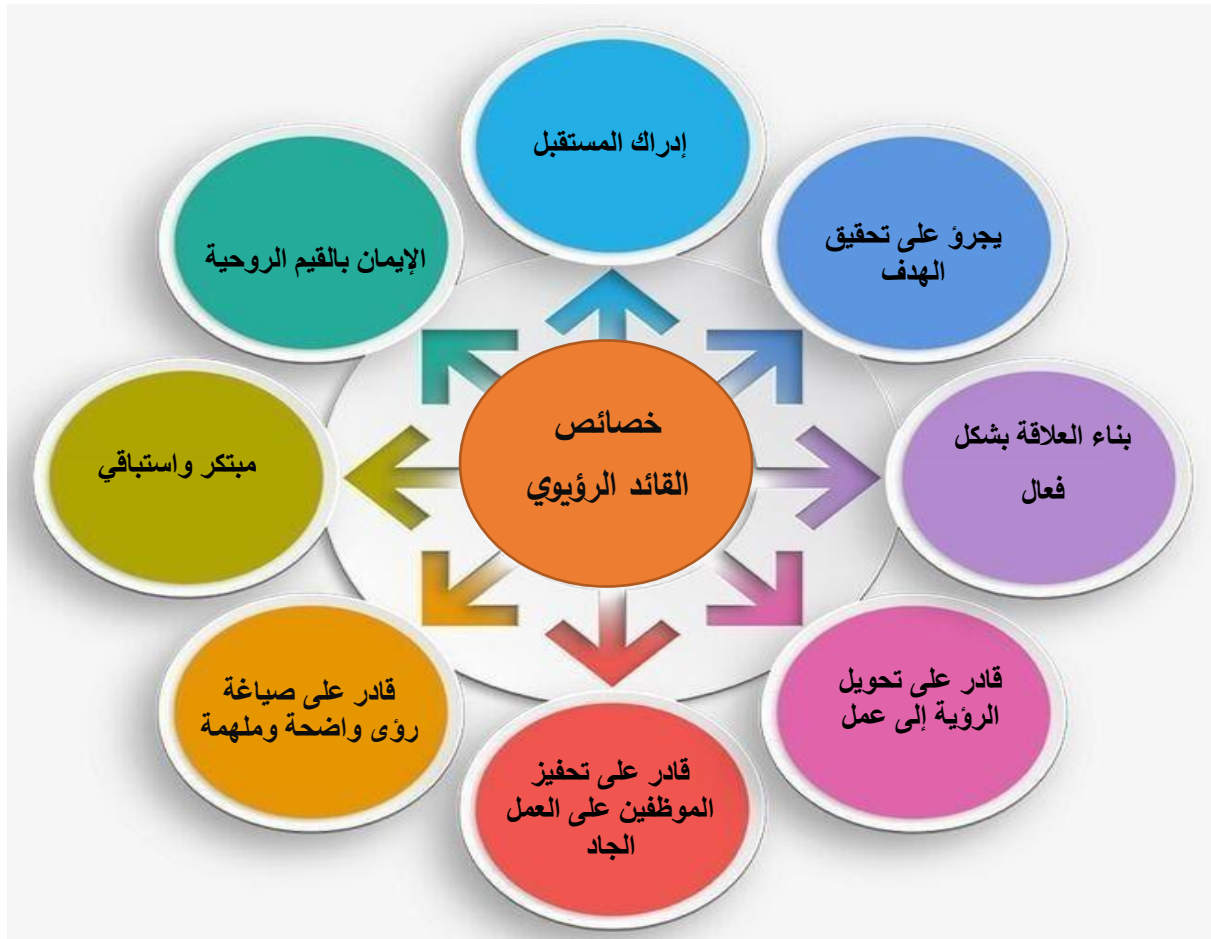 خصائص
القائد الرؤيوي
إدراك المستقبل
يجرؤ على تحقيق
الهدف
بناء العلاقة بشكل
فعال
قادر على تحويل
الرؤية إلى عمل
قادر على تحفيز
الموظفين على العمل
الجاد
قادر على صياغة
رؤى واضحة وملهمة
مبتكر واستباقي
الإيمان بالقيم الروحية